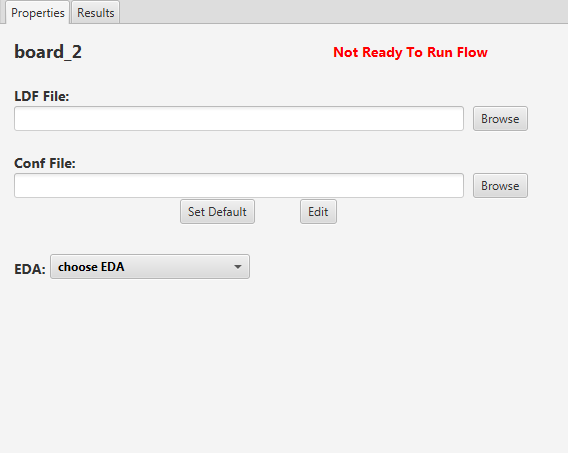 Properties Results
board_2 Not Ready To Run Flow
LDF File:
Browse
Conf File:
Browse
Set Default Edit
EDA: choose EDA